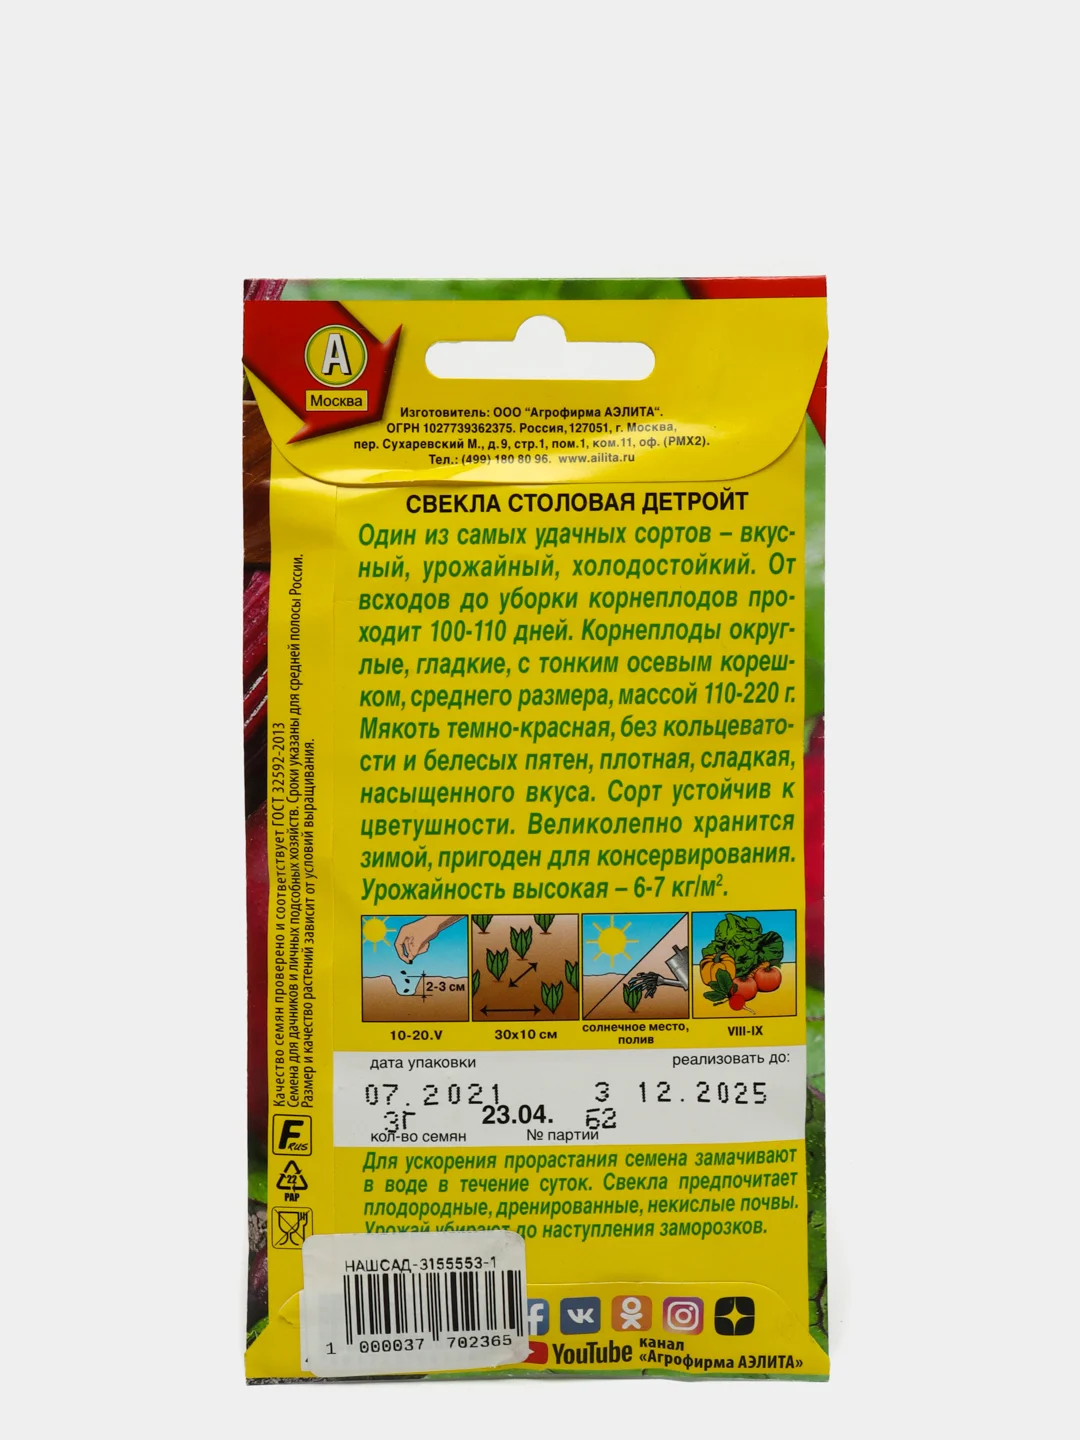 А
Москва
Изготовитель: ООО "Агрофирма АЭЛИТА".
ОГРН 1027739362375. Россия,127051, г. Москва,
пер. Сухаревский М., д.9, стр.1, пом.1, ком.11, оф. (РМХ2).
Тел.: (499) 180 80 96. www.ailita.ru
СВЕКЛА СТОЛОВАЯ ДЕТРОЙТ
Один из самых удачных сортов – вкус-
ный, урожайный, холодостойкий. От
всходов до уборки корнеплодов про-
ходит 100-110 дней. Корнеплоды округ-
лые, гладкие, с тонким осевым кореш-
ком, среднего размера, массой 110-220 г.
Мякоть темно-красная, без кольцевато-
сти и белесых пятен, плотная, сладкая,
насыщенного вкуса. Сорт устойчив к
цветушности. Великолепно хранится
зимой, пригоден для консервирования.
Урожайность высокая – 6-7 кг/м².
2-3 см
10-20.V
30x10 см
солнечное место,
полив
VIII-IX
дата упаковки
реализовать до:
07.2021
3 12.2025
3Г
23.04.
62
кол-во семян
№ партии
Для ускорения прорастания семена замачивают
в воде в течение суток. Свекла предпочитает
плодородные, дренированные, некислые почвы.
Урожай убирают до наступления заморозков.
Качество семян проверено и соответствует ГОСТ 32592-2013
Семена для дачников и личных подсобных хозяйств. Сроки указаны для средней полосы России.
Размер и качество растений зависит от условий выращивания.
F RUS
22
PAP
НАШСАД-3155553-1
1 000037 702365
YouTube
канал
«Агрофирма АЭЛИТА»